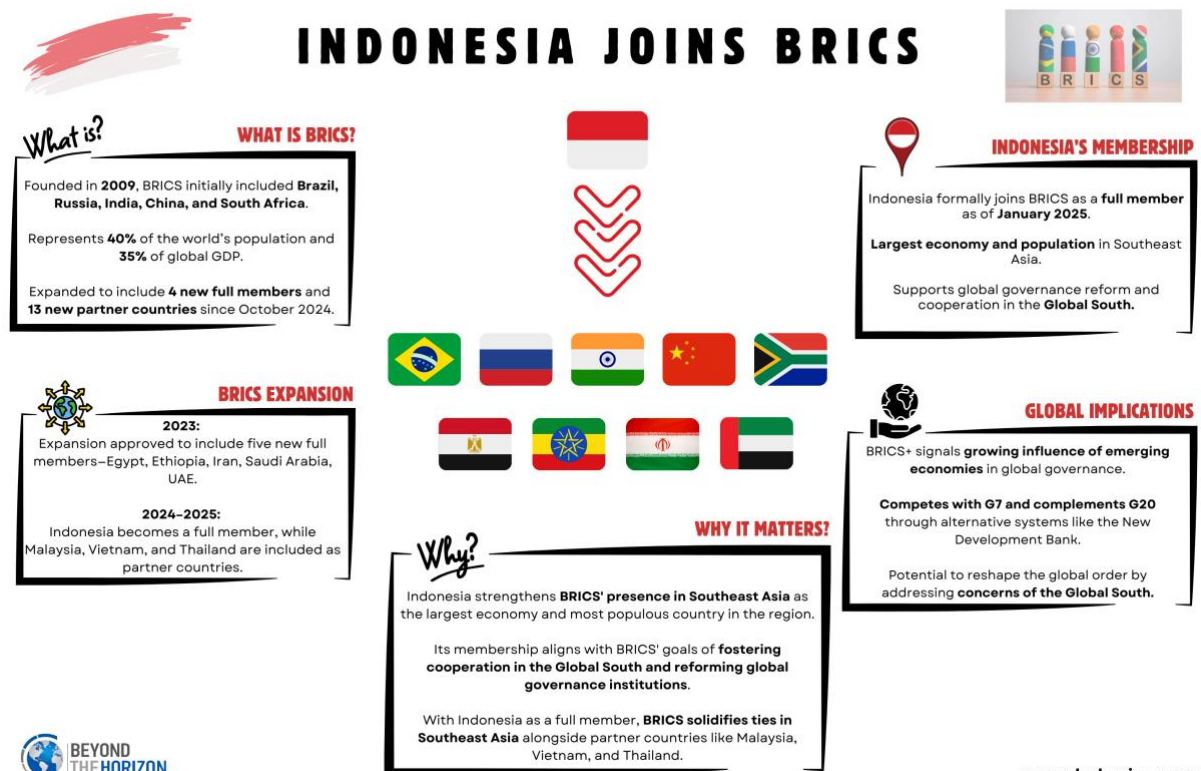 INDONESIA JOINS BRICS
B R I C S
What is?
WHAT IS BRICS?
Founded in 2009, BRICS initially included Brazil,
Russia, India, China, and South Africa.
Represents 40% of the world's population and
35% of global GDP.
Expanded to include 4 new full members and
13 new partner countries since October 2024.
BRICS EXPANSION
2023:
Expansion approved to include five new full
members—Egypt, Ethiopia, Iran, Saudi Arabia,
UAE.
2024–2025:
Indonesia becomes a full member, while
Malaysia, Vietnam, and Thailand are included as
partner countries.
WHY IT MATTERS?
Why?
Indonesia strengthens BRICS' presence in Southeast Asia as
the largest economy and most populous country in the region.
Its membership aligns with BRICS' goals of fostering
cooperation in the Global South and reforming global
governance institutions.
With Indonesia as a full member, BRICS solidifies ties in
Southeast Asia alongside partner countries like Malaysia,
Vietnam, and Thailand.
INDONESIA'S MEMBERSHIP
Indonesia formally joins BRICS as a full member
as of January 2025.
Largest economy and population in Southeast
Asia.
Supports global governance reform and
cooperation in the Global South.
GLOBAL IMPLICATIONS
BRICS+ signals growing influence of emerging
economies in global governance.
Competes with G7 and complements G20
through alternative systems like the New
Development Bank.
Potential to reshape the global order by
addressing concerns of the Global South.
BEYOND
THE HORIZON